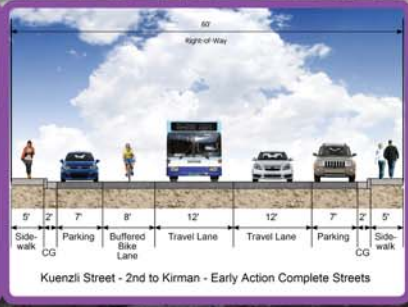 60'
Right-of-Way
5' 2' 7' 8' 12' 12' 7' 2' 5'
Side-walk CG Parking Buffered Bike Lane Travel Lane Travel Lane Parking CG Side-walk
Kuenzli Street - 2nd to Kirman - Early Action Complete Streets